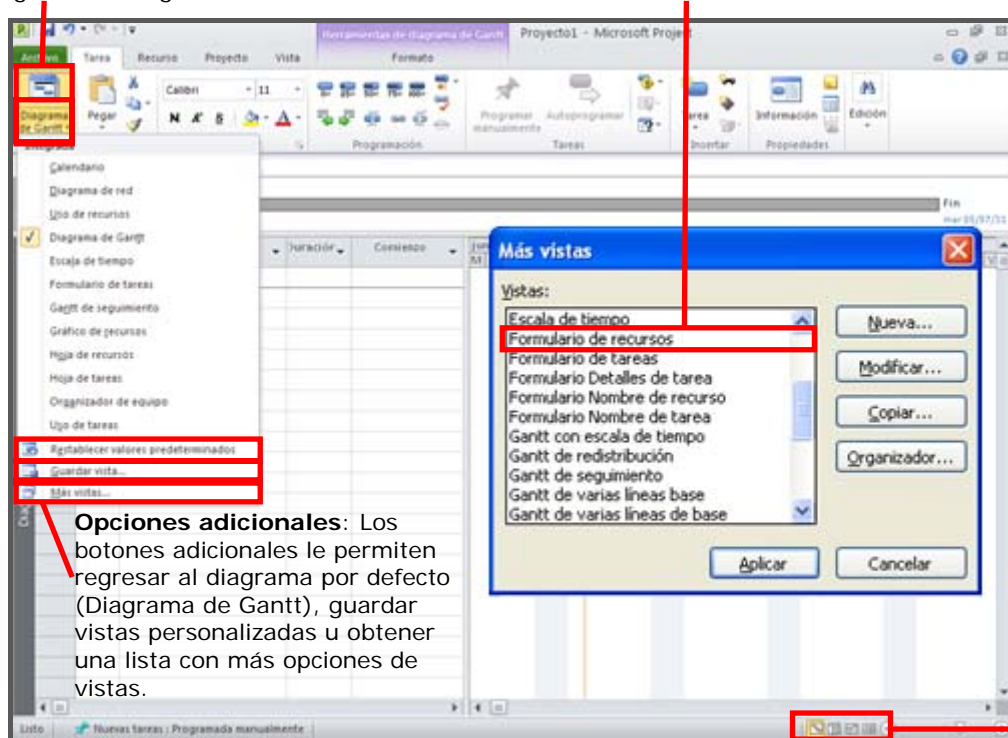 Herramientas de diagrama de Gantt
Proyecto1 - Microsoft Project
Archivo Tarea Recurso Proyecto Vista Formato
Calibri 11
Diagrama de Gantt
Pegar
N K S
Programar manualmente
Autoprogramar
Tarea
Información
Edición
Programación
Tareas
Insertar
Propiedades
Calendario
Diagrama de red
Uso de recursos
Diagrama de Gantt
Escala de tiempo
Formulario de tareas
Gantt de seguimiento
Gráfico de recursos
Hoja de recursos
Hoja de tareas
Organizador de equipo
Uso de tareas
Restablecer valores predeterminados
Guardar vista...
Más vistas...
Fin
Duración
Comienzo
Más vistas
Vistas:
Escala de tiempo
Formulario de recursos
Formulario de tareas
Formulario Detalles de tarea
Formulario Nombre de recurso
Formulario Nombre de tarea
Gantt con escala de tiempo
Gantt de redistribución
Gantt de seguimiento
Gantt de varias líneas base
Gantt de varias líneas de base
Nueva...
Modificar...
Copiar...
Organizador...
Aplicar
Cancelar
Opciones adicionales: Los
botones adicionales le permiten
regresar al diagrama por defecto
(Diagrama de Gantt), guardar
vistas personalizadas u obtener
una lista con más opciones de
vistas.
Listo
Nuevas tareas : Programada manualmente